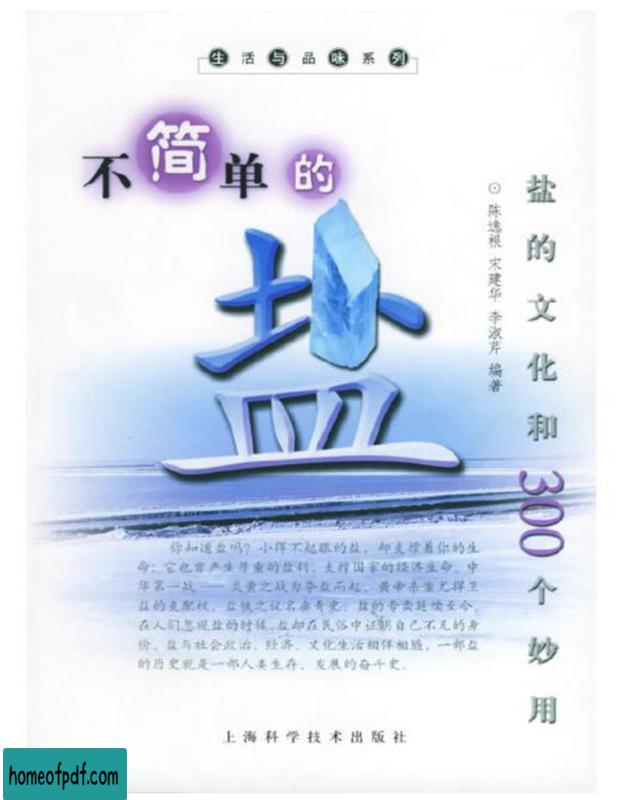 生活与品味系列
不简单的
盐
盐的文化和300个妙用
⊙ 陈逸根 宋建华 李淑芹 编著
你知道盐吗？小得不起眼的盐，却支撑着你的生
命；它也曾产生厚重的盐利，支撑国家的经济生命。中
华第一战——炎黄之战为争盐而起，黄帝杀蚩尤捍卫
盐的支配权，盐铁之议名垂青史，盐的专卖延续至今。
在人们忽视盐的时候，盐却在民俗中证明自己不凡的身
价。盐与社会政治、经济、文化生活相伴相随，一部盐
的历史就是一部人类生存、发展的奋斗史。
上海科学技术出版社
homeofpdf.com